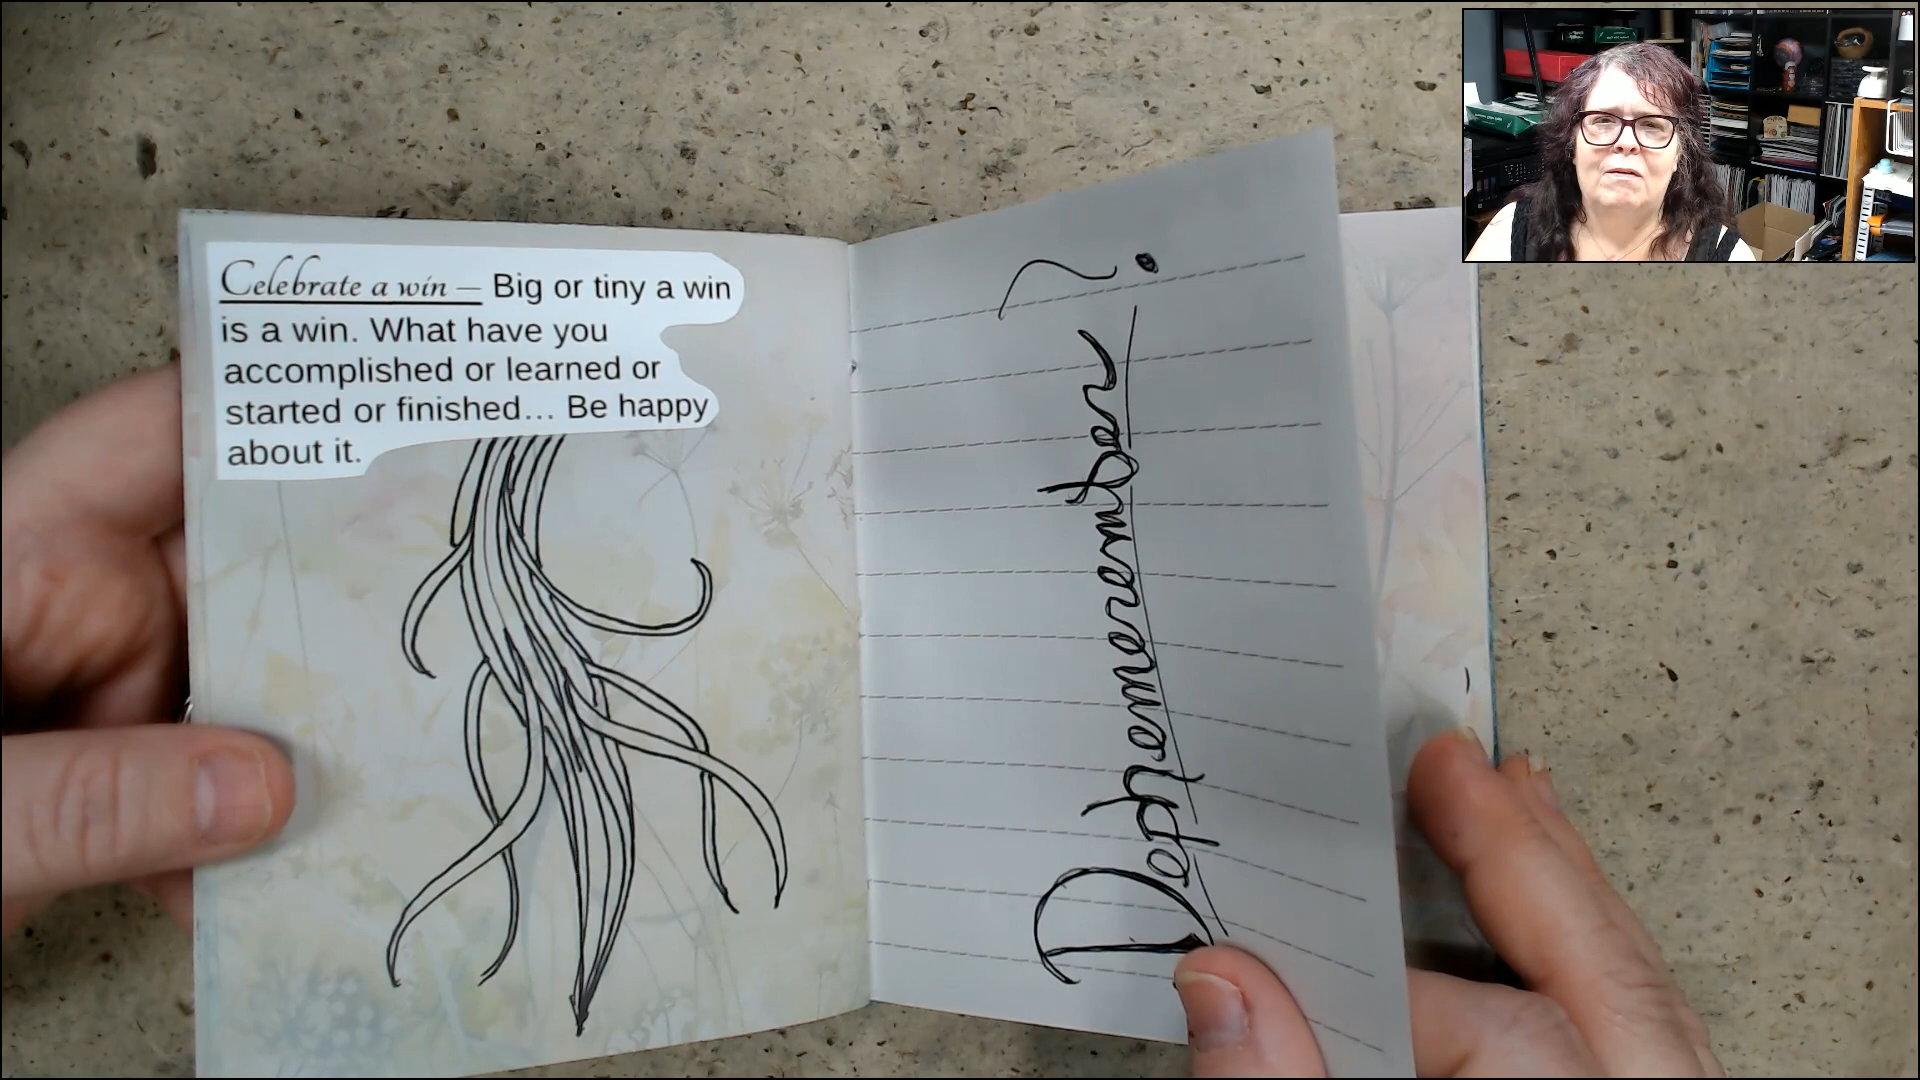 Celebrate a win – Big or tiny a win
is a win. What have you
accomplished or learned or
started or finished... Be happy
about it.